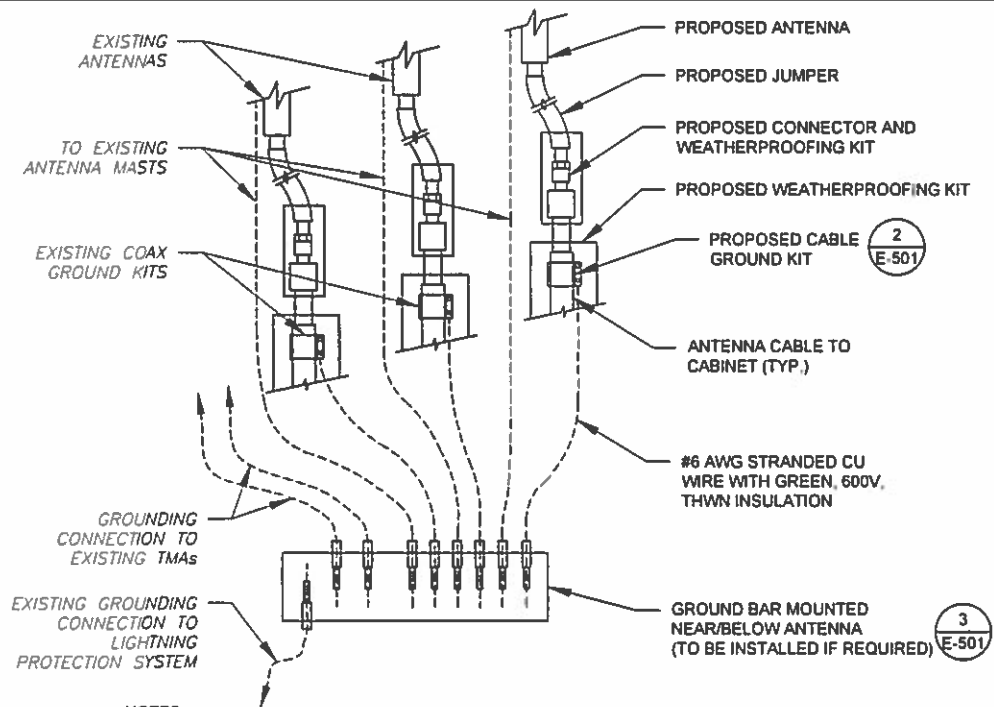 EXISTING
ANTENNAS
TO EXISTING
ANTENNA MASTS
EXISTING COAX
GROUND KITS
GROUNDING
CONNECTION TO
EXISTING TMAs
EXISTING GROUNDING
CONNECTION TO
LIGHTNING
PROTECTION SYSTEM
PROPOSED ANTENNA
PROPOSED JUMPER
PROPOSED CONNECTOR AND
WEATHERPROOFING KIT
PROPOSED WEATHERPROOFING KIT
PROPOSED CABLE
GROUND KIT
2
E-501
ANTENNA CABLE TO
CABINET (TYP.)
#6 AWG STRANDED CU
WIRE WITH GREEN, 600V,
THWN INSULATION
GROUND BAR MOUNTED
NEAR/BELOW ANTENNA
(TO BE INSTALLED IF REQUIRED)
3
E-501